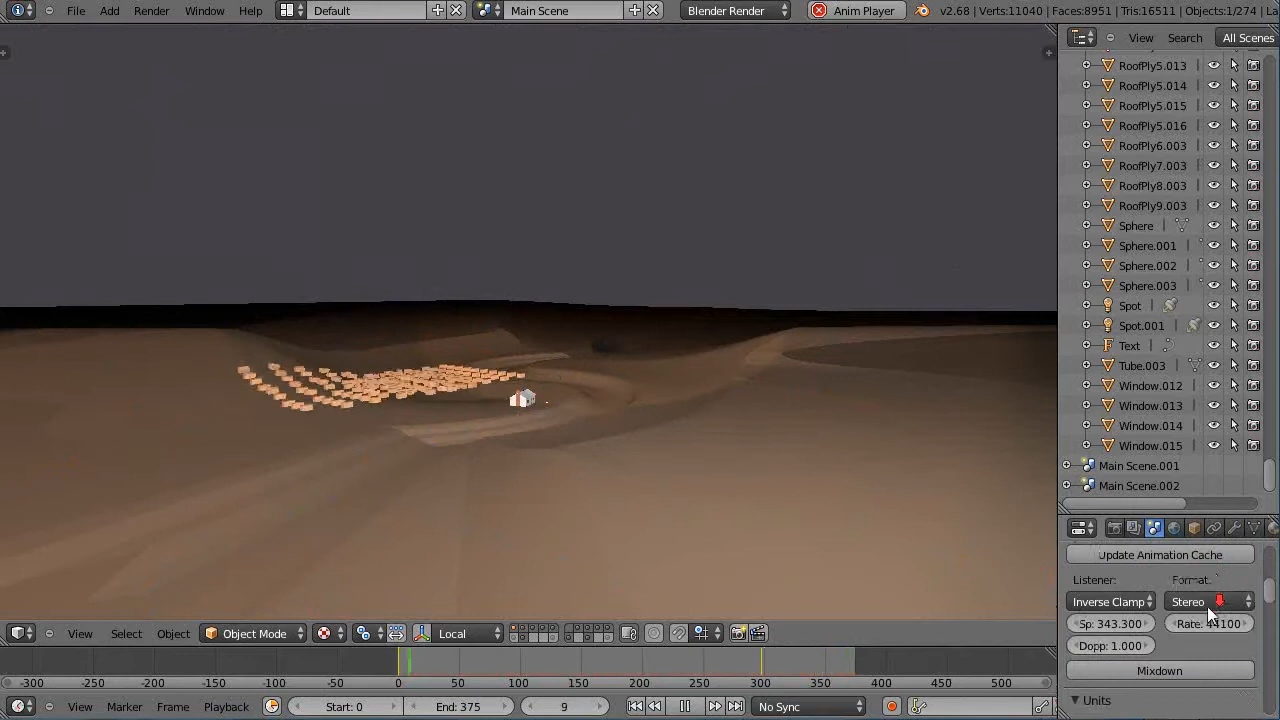 File Add Render Window Help Default Main Scene Blender Render Anim Player v2.68 | Verts:11040 | Faces:8951 | Tris:16511 | Objects:1/274 | La
View Search All Scenes
RoofPly5.013
RoofPly5.014
RoofPly5.015
RoofPly5.016
RoofPly6.003
RoofPly7.003
RoofPly8.003
RoofPly9.003
Sphere
Sphere.001
Sphere.002
Sphere.003
Spot
Spot.001
Text
Tube.003
Window.012
Window.013
Window.014
Window.015
Main Scene.001
Main Scene.002
Update Animation Cache
Listener: Format:
Inverse Clamp Stereo
Sp: 343.300 Rate: 44100
Dopp: 1.000
Mixdown
Units
View Select Object Object Mode Local
-300 -250 -200 -150 -100 -50 0 50 100 150 200 250 300 350 400 450 500
View Marker Frame Playback Start: 0 End: 375 9 No Sync